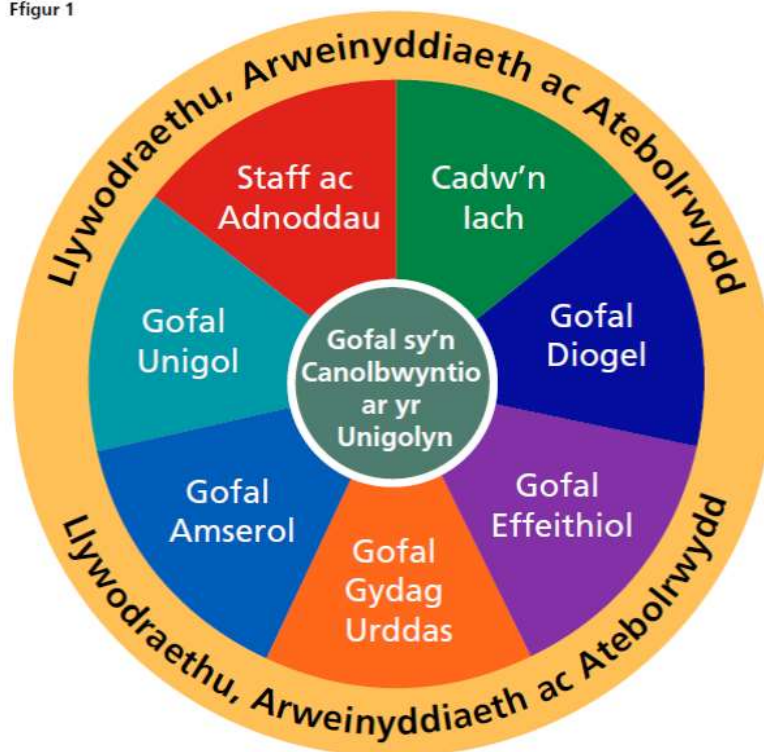 Ffigur 1
Llywodraethu, Arweinyddiaeth ac Atebolrwydd
Staff ac
Adnoddau
Cadw'n
Iach
Gofal
Unigol
Gofal
Diogel
Gofal sy'n
Canolbwyntio
ar yr
Unigolyn
Gofal
Amserol
Gofal
Effeithiol
Gofal
Gydag
Urddas
Llywodraethu, Arweinyddiaeth ac Atebolrwydd